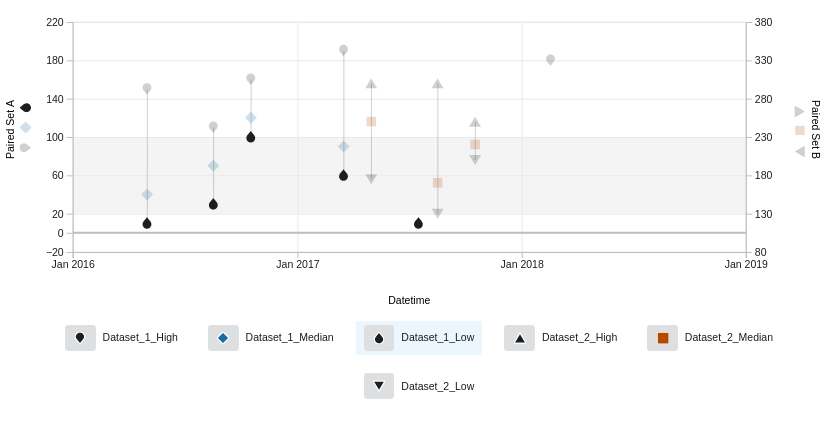 220
180
140
100
60
20
0
−20
380
330
280
230
180
130
80
Paired Set A
Paired Set B
Jan 2016
Jan 2017
Jan 2018
Jan 2019
Datetime
Dataset_1_High
Dataset_1_Median
Dataset_1_Low
Dataset_2_High
Dataset_2_Median
Dataset_2_Low